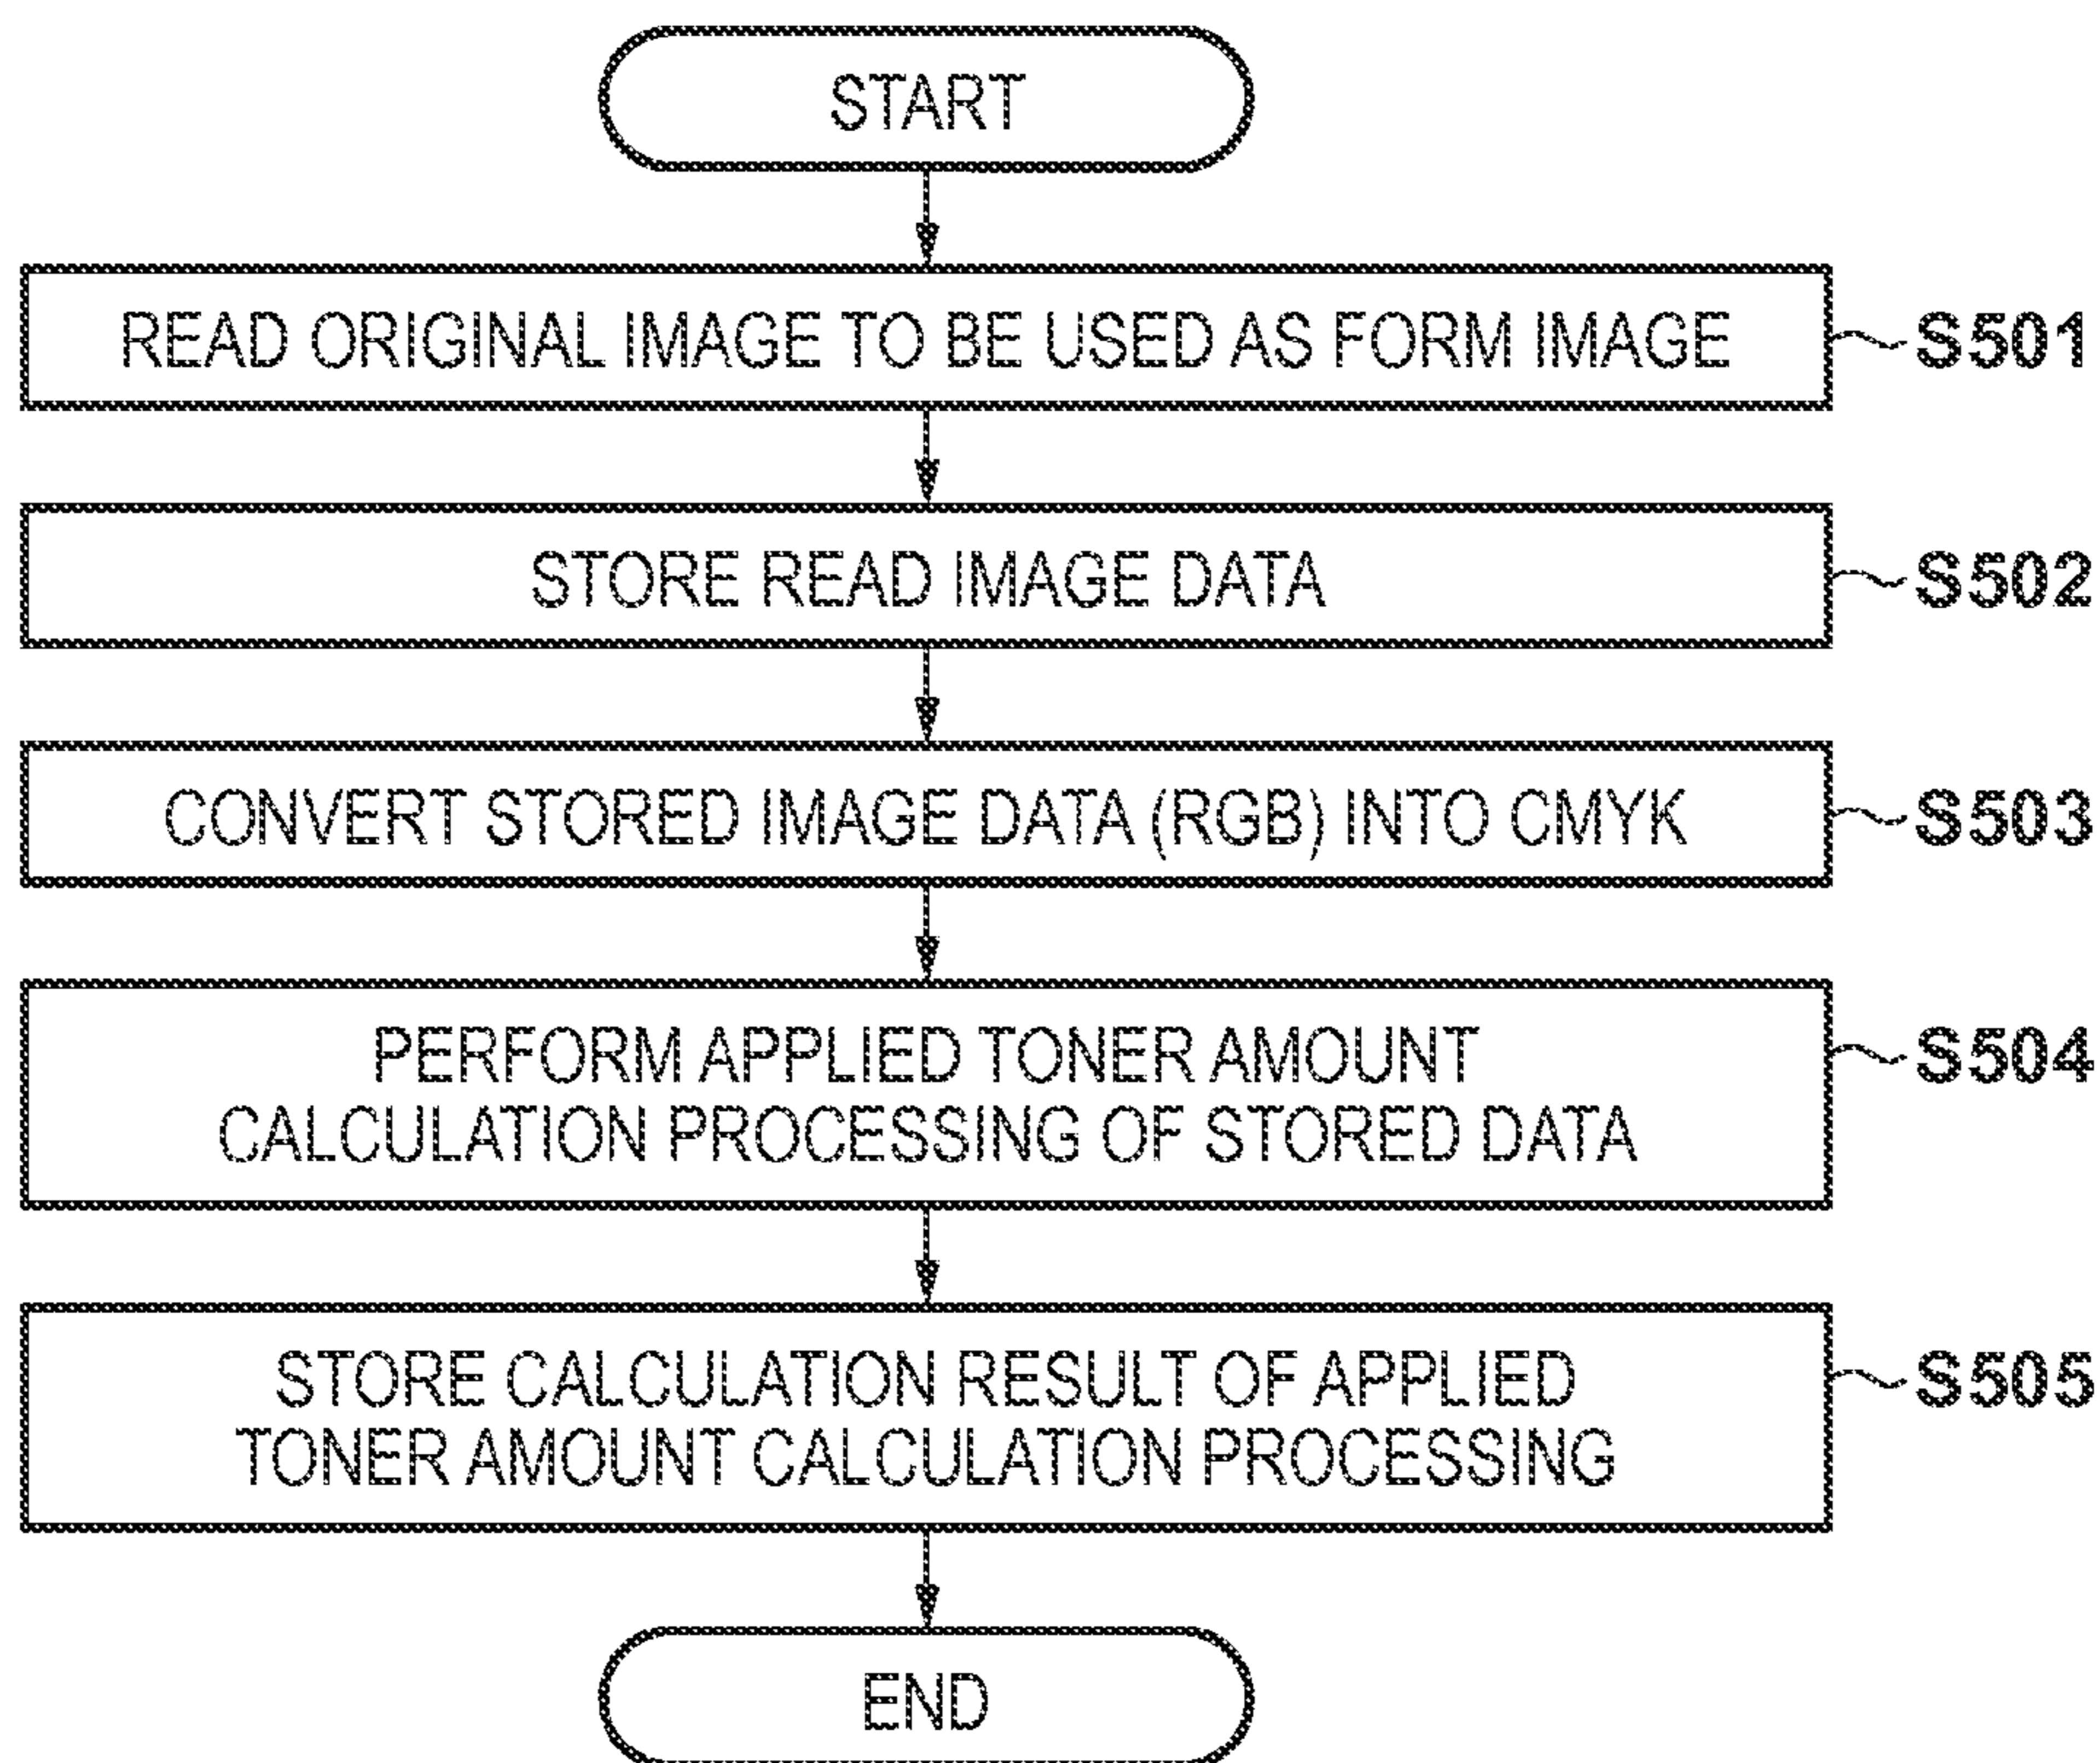 START
READ ORIGINAL IMAGE TO BE USED AS FORM IMAGE
S501
STORE READ IMAGE DATA
S502
CONVERT STORED IMAGE DATA (RGB) INTO CMYK
S503
PERFORM APPLIED TONER AMOUNT
CALCULATION PROCESSING OF STORED DATA
S504
STORE CALCULATION RESULT OF APPLIED
TONER AMOUNT CALCULATION PROCESSING
S505
END